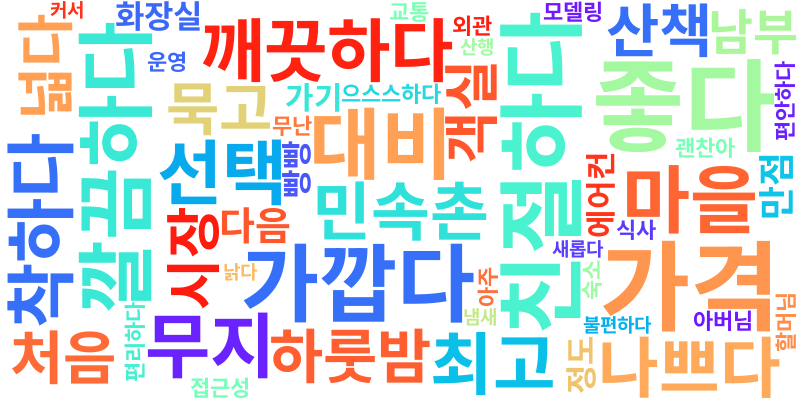 커서
화장실
교통
외관
모델링
산책
남부
넓다
깔끔하다
운영
깨끗하다
산행
친절하다
좋다
묵고
가기
으스스하다
객실
편안하다
무난
대비
괜찮아
착하다
선택
빵빵
에어컨
마을
만점
시장
다음
민속촌
식사
새롭다
낡다
가깝다
아주
숙소
가격
편리하다
무지
하룻밤
냄새
불편하다
아버님
할머님
처음
최고
정도
나쁘다
접근성